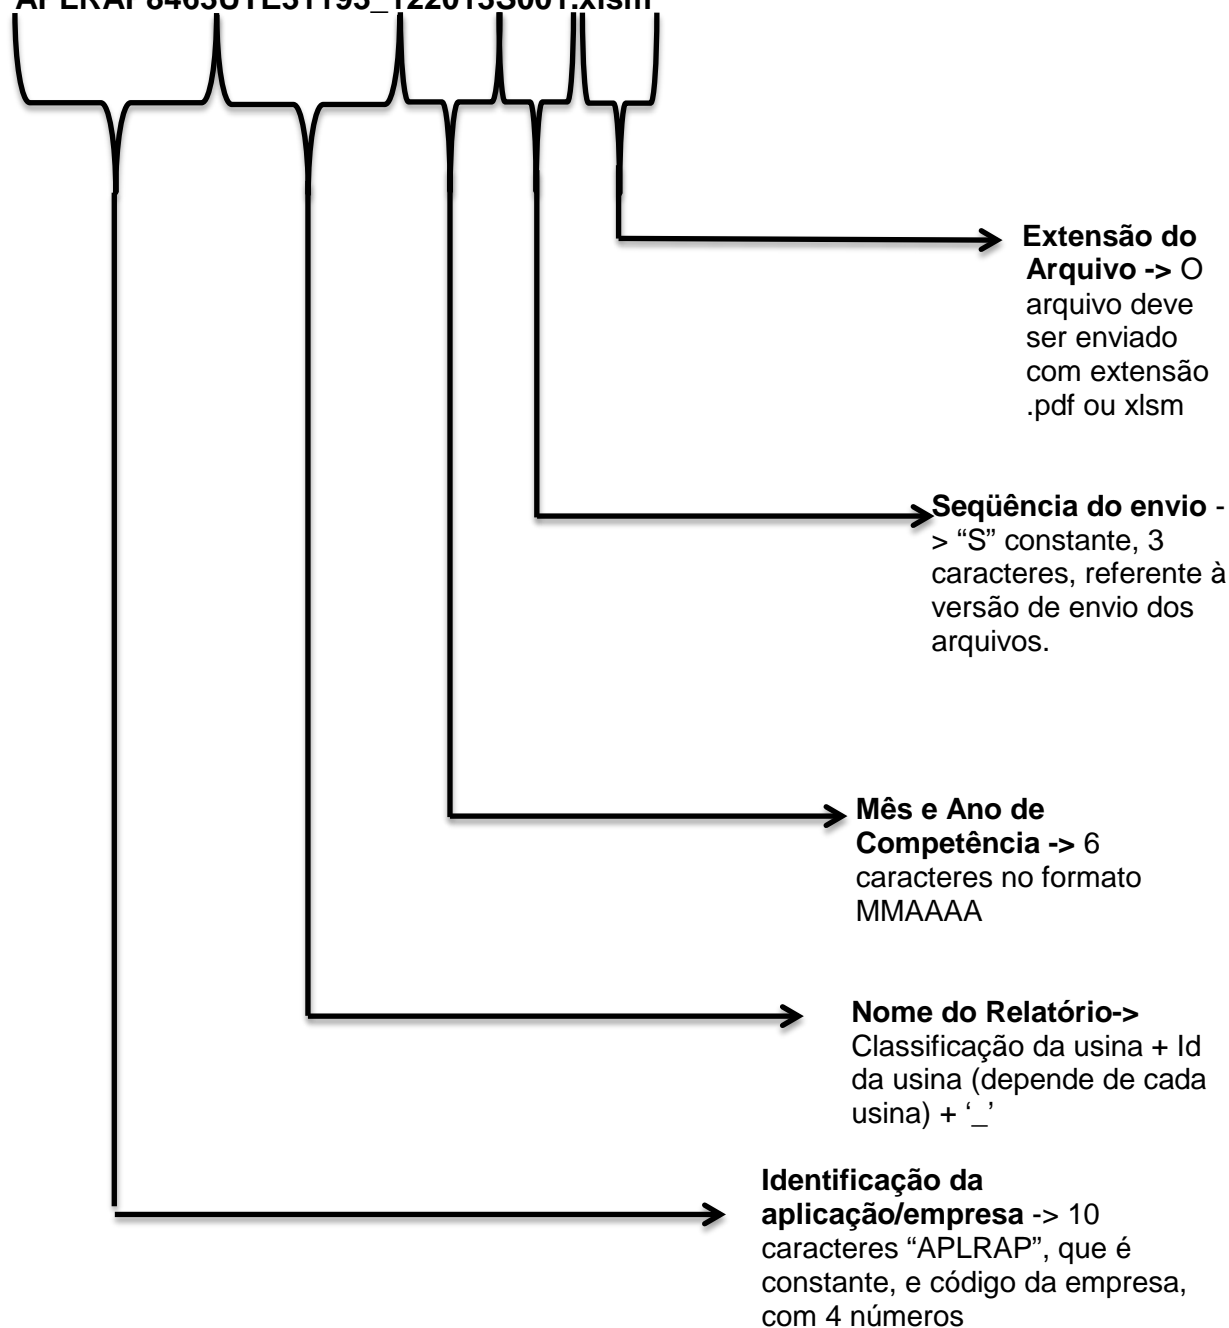 APLRAP8463UTE31193_122013S001.xlsm
Extensão do
Arquivo -> O
arquivo deve
ser enviado
com extensão
.pdf ou xlsm
Seqüência do envio -
> “S” constante, 3
caracteres, referente à
versão de envio dos
arquivos.
Mês e Ano de
Competência -> 6
caracteres no formato
MMAAAA
Nome do Relatório->
Classificação da usina + Id
da usina (depende de cada
usina) + ‘_’
Identificação da
aplicação/empresa -> 10
caracteres “APLRAP”, que é
constante, e código da empresa,
com 4 números